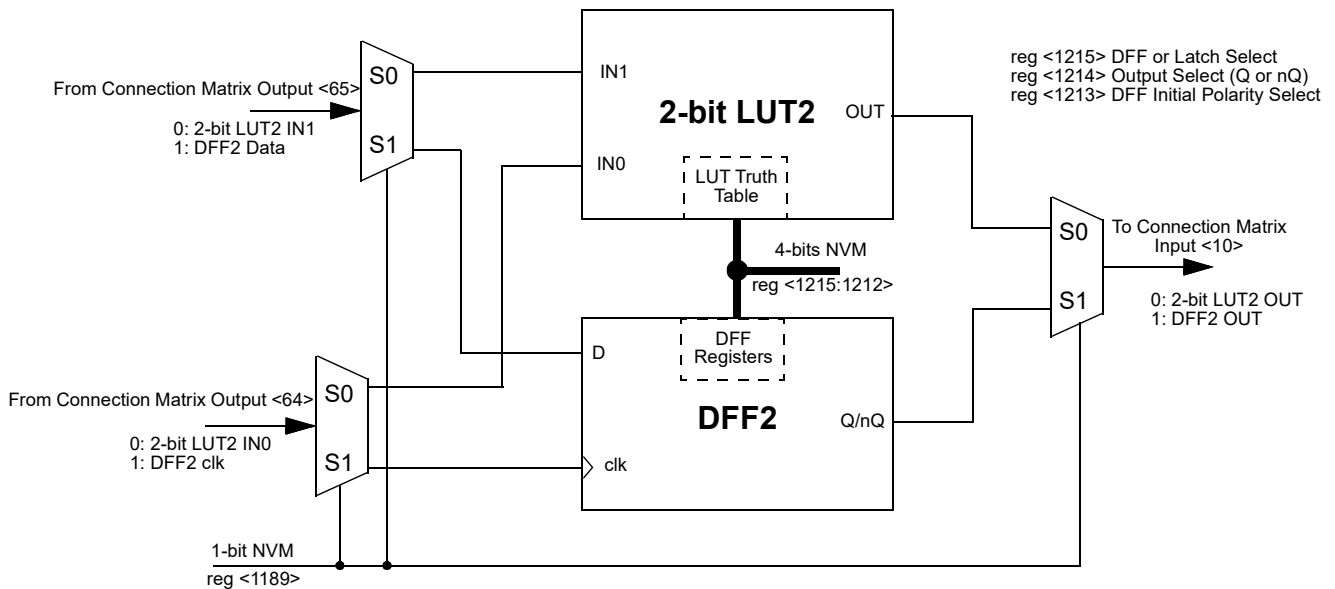 reg <1215> DFF or Latch Select
reg <1214> Output Select (Q or nQ)
reg <1213> DFF Initial Polarity Select
From Connection Matrix Output <65>
0: 2-bit LUT2 IN1
1: DFF2 Data
S0
S1
IN1
IN0
2-bit LUT2
OUT
LUT Truth
Table
4-bits NVM
reg <1215:1212>
S0
S1
To Connection Matrix
Input <10>
0: 2-bit LUT2 OUT
1: DFF2 OUT
From Connection Matrix Output <64>
0: 2-bit LUT2 IN0
1: DFF2 clk
S0
S1
D
clk
DFF
Registers
DFF2
Q/nQ
1-bit NVM
reg <1189>